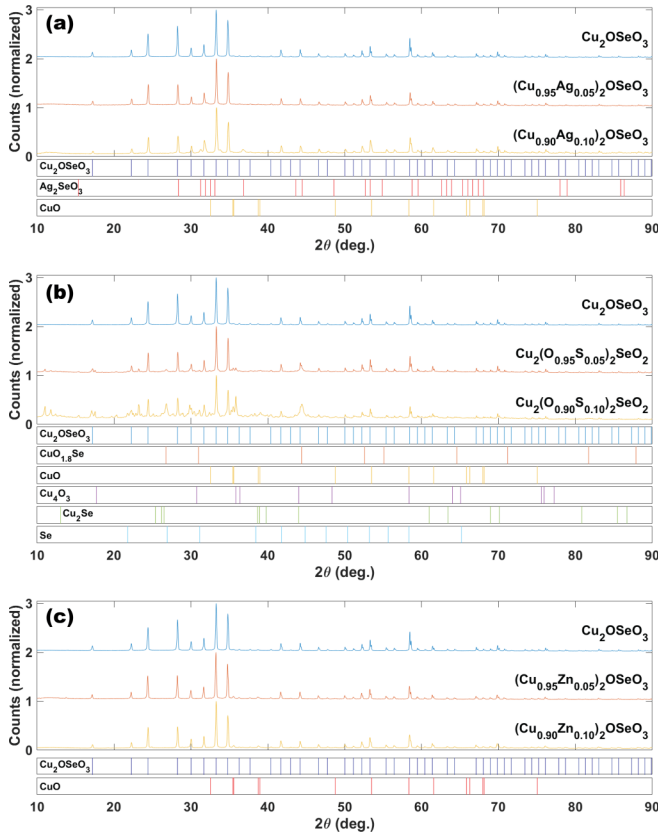 (a)
Counts (normalized)
3
2
1
0
Cu₂OSeO₃
(Cu₀.₉₅Ag₀.₀₅)₂OSeO₃
(Cu₀.₉₀Ag₀.₁₀)₂OSeO₃
Cu₂OSeO₃
Ag₂SeO₃
CuO
10 20 30 40 50 60 70 80 90
2θ (deg.)
(b)
Counts (normalized)
3
2
1
0
Cu₂OSeO₃
Cu₂(O₀.₉₅S₀.₀₅)₂SeO₂
Cu₂(O₀.₉₀S₀.₁₀)₂SeO₂
Cu₂OSeO₃
CuO₁.₈Se
CuO
Cu₄O₃
Cu₂Se
Se
10 20 30 40 50 60 70 80 90
2θ (deg.)
(c)
Counts (normalized)
3
2
1
0
Cu₂OSeO₃
(Cu₀.₉₅Zn₀.₀₅)₂OSeO₃
(Cu₀.₉₀Zn₀.₁₀)₂OSeO₃
Cu₂OSeO₃
CuO
10 20 30 40 50 60 70 80 90
2θ (deg.)